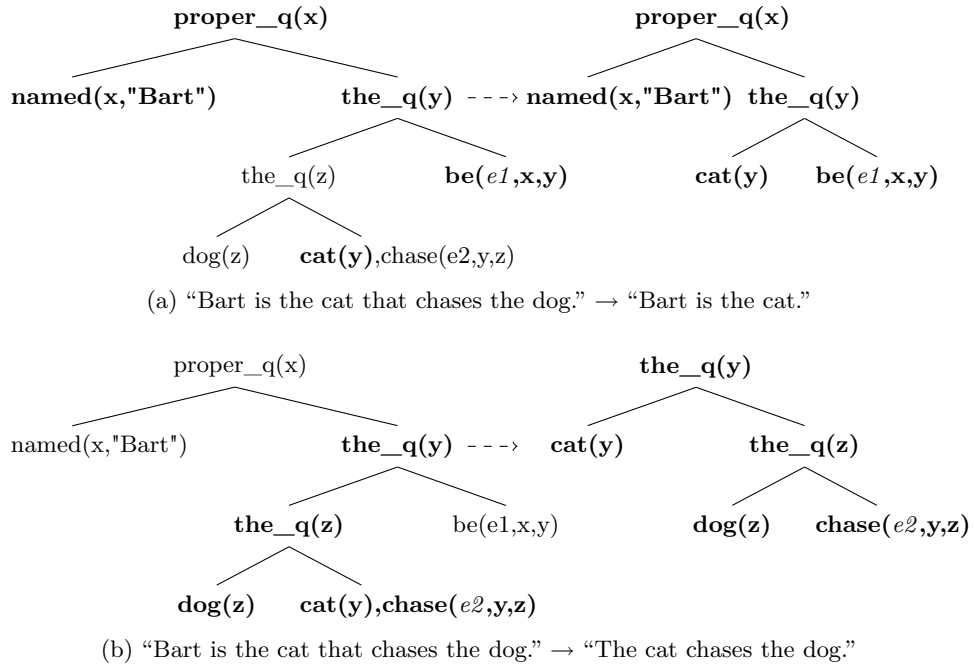 proper_q(x) proper_q(x)
named(x,"Bart") the_q(y) named(x,"Bart") the_q(y)
the_q(z) be(e1,x,y) cat(y) be(e1,x,y)
dog(z) cat(y),chase(e2,y,z)
(a) “Bart is the cat that chases the dog.” → “Bart is the cat.”
proper_q(x) the_q(y)
named(x,"Bart") the_q(y) cat(y) the_q(z)
the_q(z) be(e1,x,y) dog(z) chase(e2,y,z)
dog(z) cat(y),chase(e2,y,z)
(b) “Bart is the cat that chases the dog.” → “The cat chases the dog.”